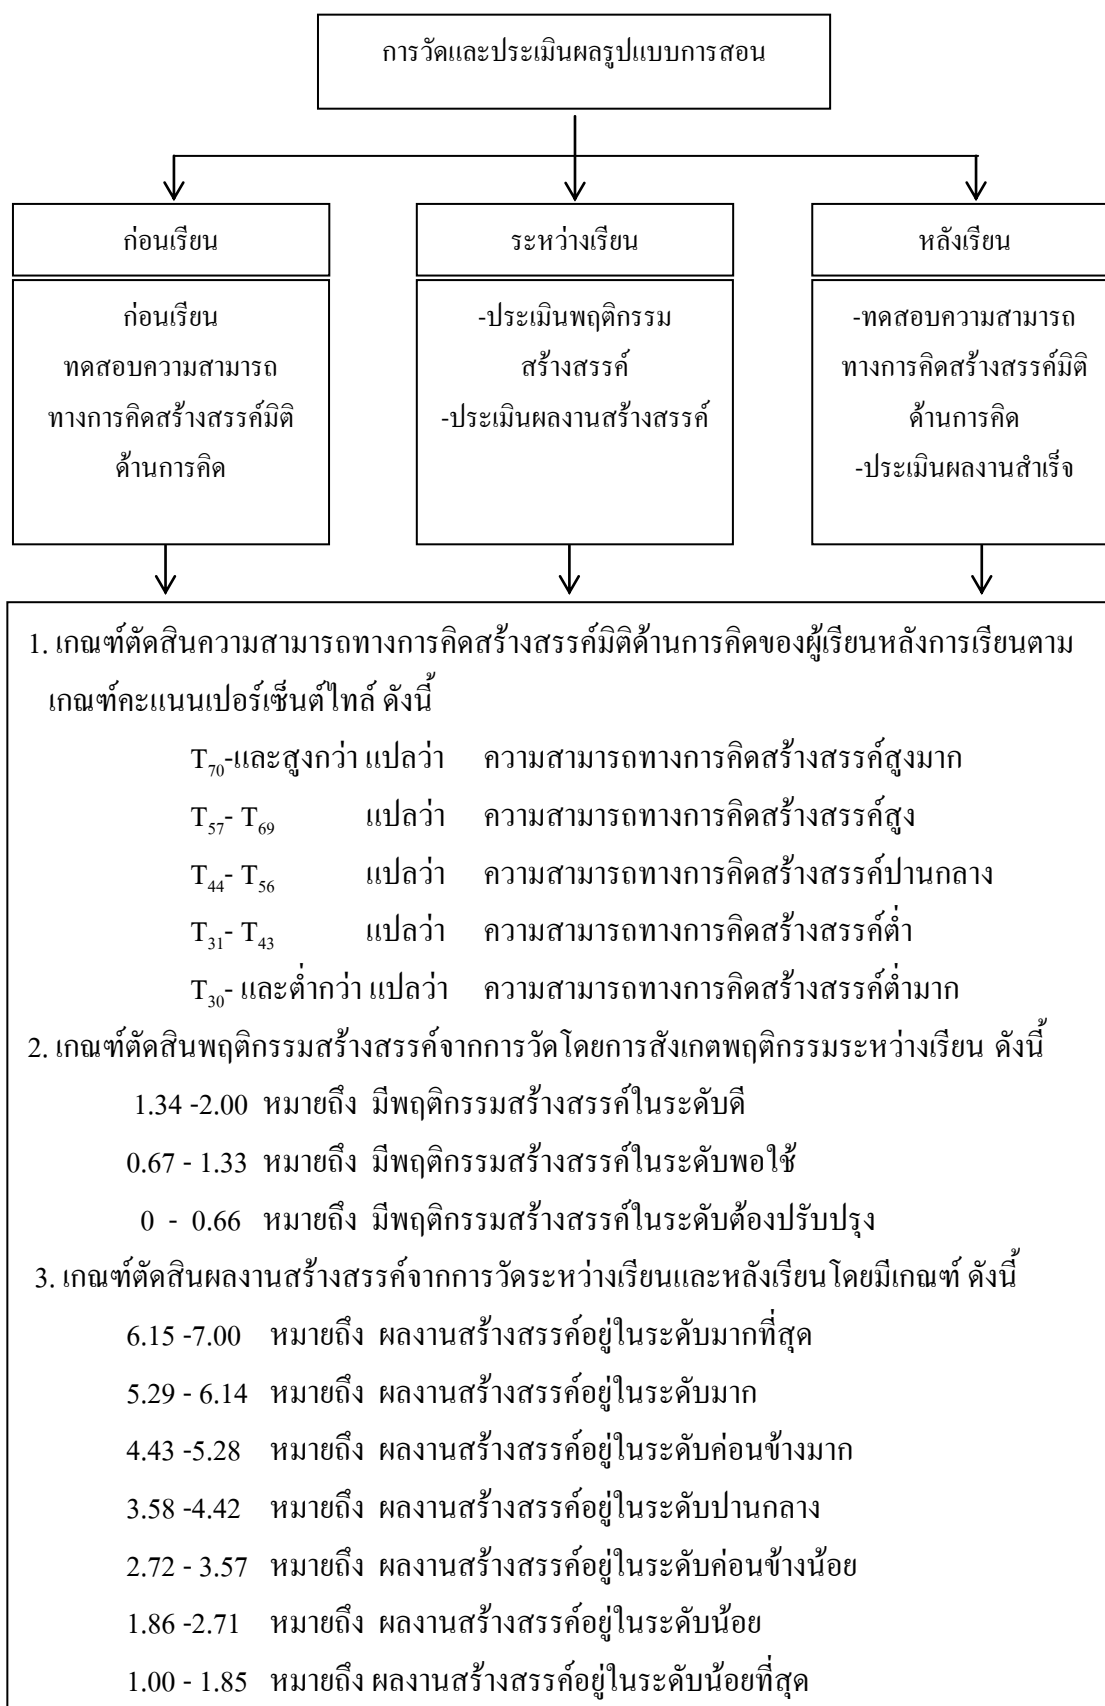 การวัดและประเมินผลรูปแบบการสอน
ก่อนเรียน
ก่อนเรียน
ทดสอบความสามารถ
ทางการคิดสร้างสรรค์มิติ
ด้านการคิด
ระหว่างเรียน
-ประเมินพฤติกรรม
สร้างสรรค์
-ประเมินผลงานสร้างสรรค์
หลังเรียน
-ทดสอบความสามารถ
ทางการคิดสร้างสรรค์มิติ
ด้านการคิด
-ประเมินผลงานสำเร็จ
1. เกณฑ์ตัดสินความสามารถทางการคิดสร้างสรรค์มิติด้านการคิดของผู้เรียนหลังการเรียนตาม
เกณฑ์คะแนนเปอร์เซ็นต์ไทล์ ดังนี้
T₇₀-และสูงกว่า แปลว่า ความสามารถทางการคิดสร้างสรรค์สูงมาก
T₅₇- T₆₉ แปลว่า ความสามารถทางการคิดสร้างสรรค์สูง
T₄₄- T₅₆ แปลว่า ความสามารถทางการคิดสร้างสรรค์ปานกลาง
T₃₁- T₄₃ แปลว่า ความสามารถทางการคิดสร้างสรรค์ต่ำ
T₃₀- และต่ำกว่า แปลว่า ความสามารถทางการคิดสร้างสรรค์ต่ำมาก
2. เกณฑ์ตัดสินพฤติกรรมสร้างสรรค์จากการวัดโดยการสังเกตพฤติกรรมระหว่างเรียน ดังนี้
1.34 -2.00 หมายถึง มีพฤติกรรมสร้างสรรค์ในระดับดี
0.67 - 1.33 หมายถึง มีพฤติกรรมสร้างสรรค์ในระดับพอใช้
0 - 0.66 หมายถึง มีพฤติกรรมสร้างสรรค์ในระดับต้องปรับปรุง
3. เกณฑ์ตัดสินผลงานสร้างสรรค์จากการวัดระหว่างเรียนและหลังเรียนโดยมีเกณฑ์ ดังนี้
6.15 -7.00 หมายถึง ผลงานสร้างสรรค์อยู่ในระดับมากที่สุด
5.29 - 6.14 หมายถึง ผลงานสร้างสรรค์อยู่ในระดับมาก
4.43 -5.28 หมายถึง ผลงานสร้างสรรค์อยู่ในระดับค่อนข้างมาก
3.58 -4.42 หมายถึง ผลงานสร้างสรรค์อยู่ในระดับปานกลาง
2.72 - 3.57 หมายถึง ผลงานสร้างสรรค์อยู่ในระดับค่อนข้างน้อย
1.86 -2.71 หมายถึง ผลงานสร้างสรรค์อยู่ในระดับน้อย
1.00 - 1.85 หมายถึง ผลงานสร้างสรรค์อยู่ในระดับน้อยที่สุด